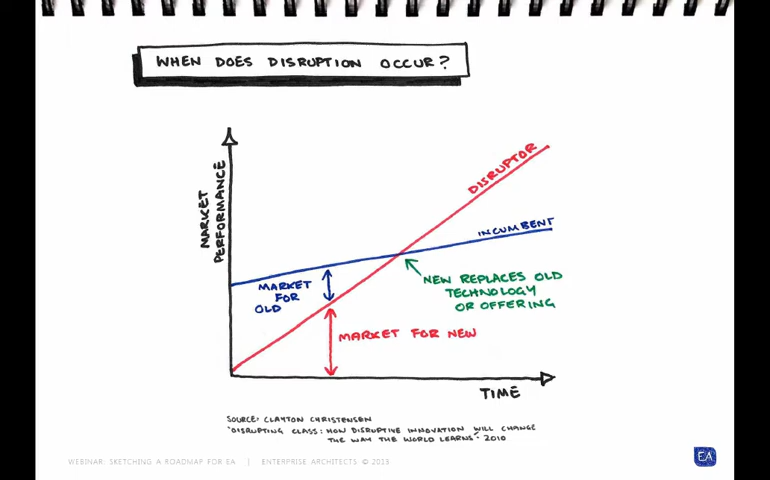 WHEN DOES DISRUPTION OCCUR?
MARKET
PERFORMANCE
DISRUPTOR
INCUMBENT
MARKET
FOR
OLD
NEW REPLACES OLD
TECHNOLOGY
OR OFFERING
MARKET FOR NEW
TIME
SOURCE: CLAYTON CHRISTENSEN
"DISRUPTING CLASS: HOW DISRUPTIVE INNOVATION WILL CHANGE
THE WAY THE WORLD LEARNS" - 2010
WEBINAR: SKETCHING A ROADMAP FOR EA | ENTERPRISE ARCHITECTS © 2013
EA